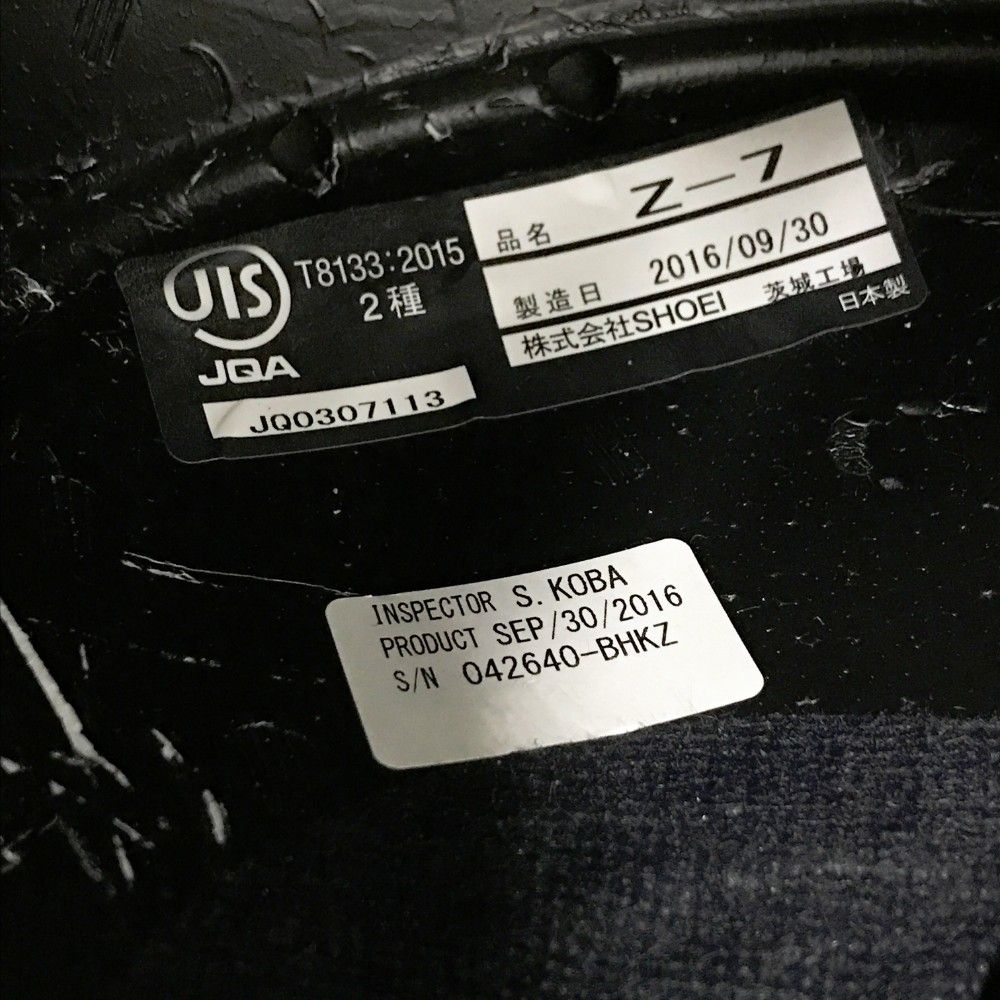 JIS
T8133:2015
2種
JQA
JQ0307113
品名 Z-7
製造日 2016/09/30
株式会社SHOEI 茨城工場
日本製
INSPECTOR S. KOBA
PRODUCT SEP/30/2016
S/N 042640-BHKZ